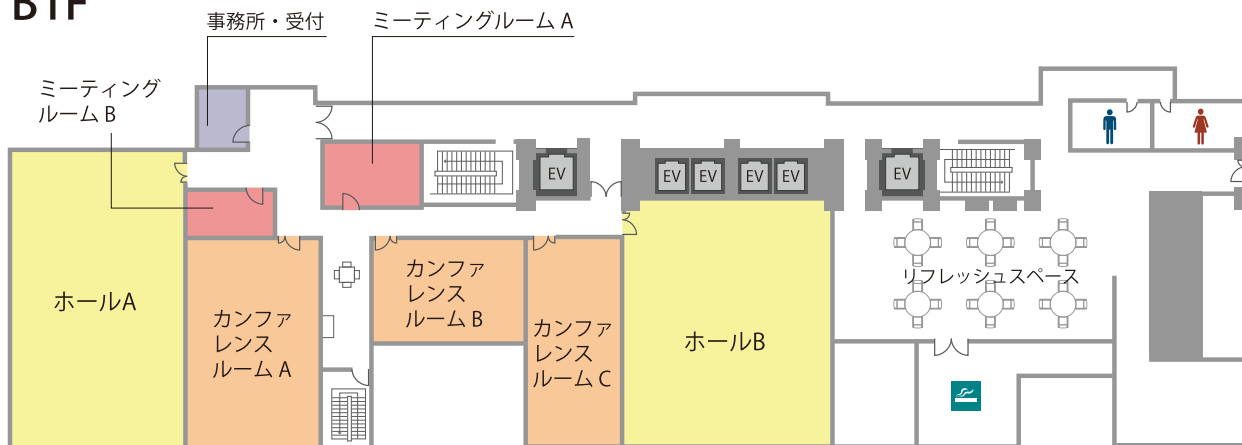 B1F
事務所・受付
ミーティングルーム A
ミーティング
ルーム B
EV
EV
EV
EV
EV
EV
ホールA
カンファ
レンス
ルーム A
カンファ
レンス
ルーム B
カンファ
レンス
ルーム C
ホールB
リフレッシュスペース